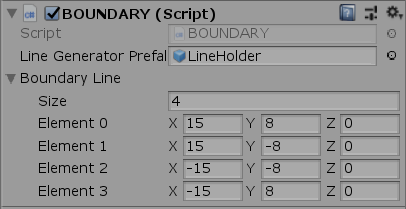 BOUNDARY (Script)
Script BOUNDARY
Line Generator Prefal LineHolder
Boundary Line
Size 4
Element 0 X 15 Y 8 Z 0
Element 1 X 15 Y -8 Z 0
Element 2 X -15 Y -8 Z 0
Element 3 X -15 Y 8 Z 0